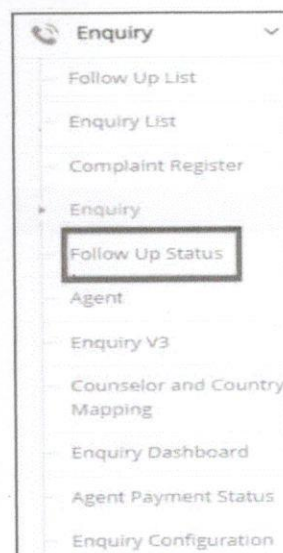 Enquiry
Follow Up List
Enquiry List
Complaint Register
Enquiry
Follow Up Status
Agent
Enquiry V3
Counselor and Country
Mapping
Enquiry Dashboard
Agent Payment Status
Enquiry Configuration